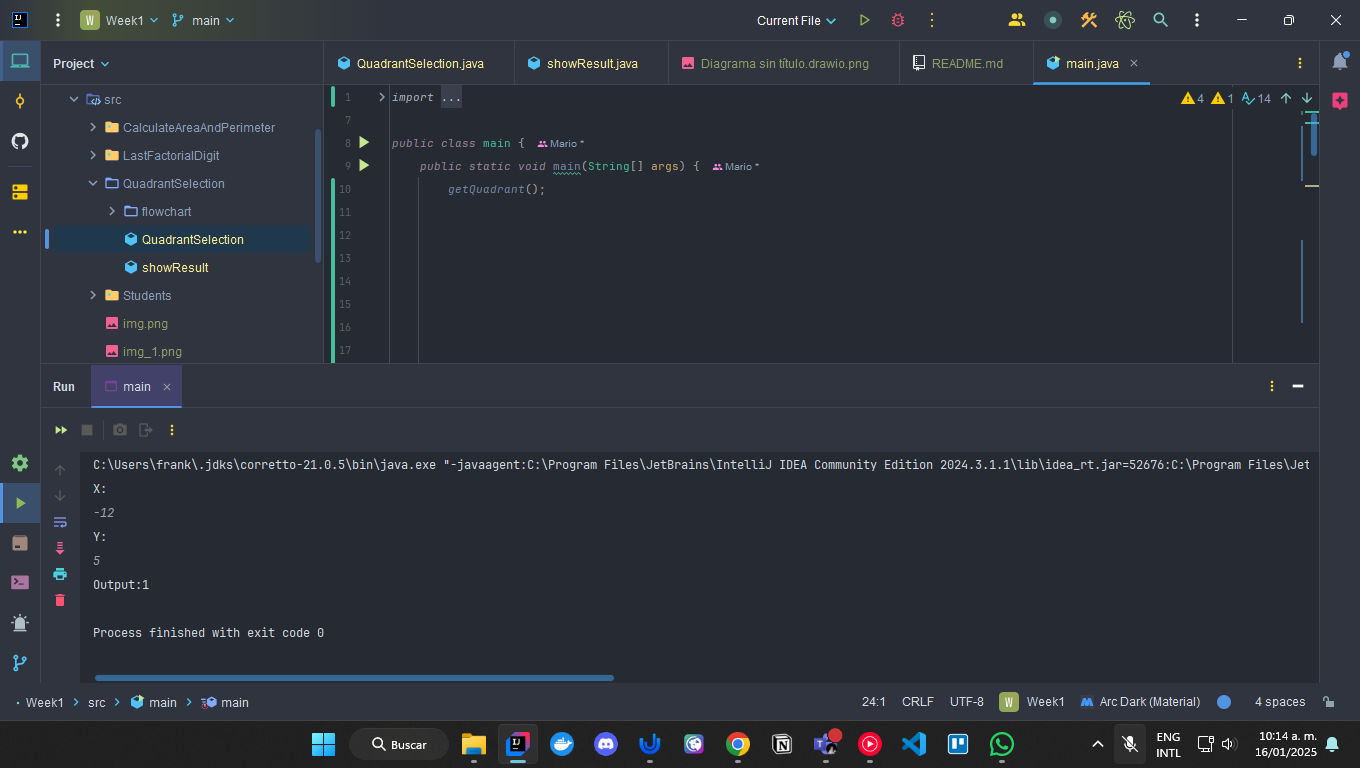 W Week1 main Current File
Project
QuadrantSelection.java showResult.java Diagrama sin título.drawio.png README.md main.java
src
CalculateAreaAndPerimeter
LastFactorialDigit
QuadrantSelection
flowchart
QuadrantSelection
showResult
Students
img.png
img_1.png
4 1 14
1 import ...
7
8 public class main { Mario *
9 public static void main(String[] args) { Mario *
10 getQuadrant();
11
12
13
14
15
16
17
Run main
C:\Users\frank\.jdks\corretto-21.0.5\bin\java.exe "-javaagent:C:\Program Files\JetBrains\IntelliJ IDEA Community Edition 2024.3.1.1\lib\idea_rt.jar=52676:C:\Program Files\Jet
X:
-12
Y:
5
Output:1
Process finished with exit code 0
Week1 src main main 24:1 CRLF UTF-8 W Week1 Arc Dark (Material) 4 spaces
Buscar
ENG
INTL
10:14 a. m.
16/01/2025